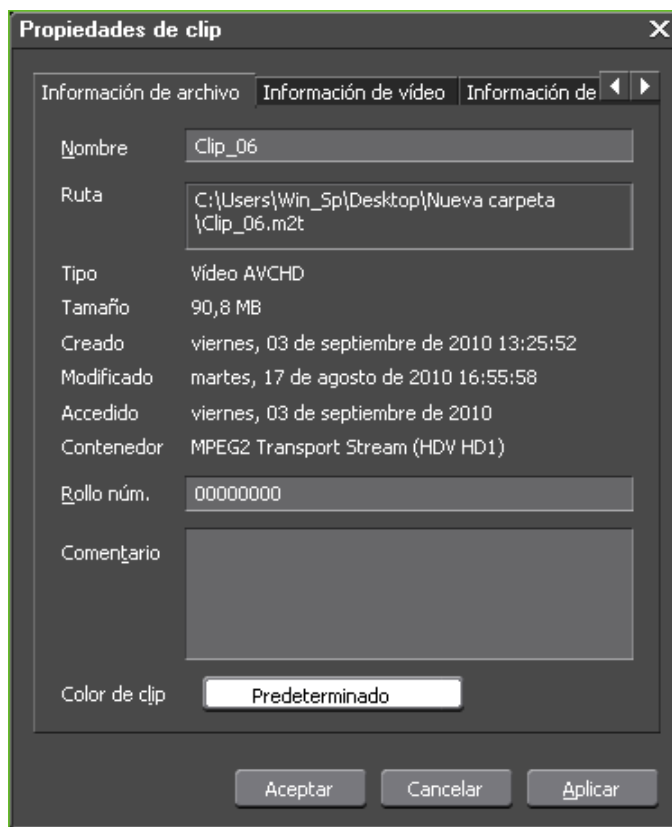 Propiedades de clip
Información de archivo Información de vídeo Información de
Nombre Clip_06
Ruta C:\Users\Win_Sp\Desktop\Nueva carpeta
\Clip_06.m2t
Tipo Vídeo AVCHD
Tamaño 90,8 MB
Creado viernes, 03 de septiembre de 2010 13:25:52
Modificado martes, 17 de agosto de 2010 16:55:58
Accedido viernes, 03 de septiembre de 2010
Contenedor MPEG2 Transport Stream (HDV HD1)
Rollo núm. 00000000
Comentario
Color de clip Predeterminado
Aceptar Cancelar Aplicar